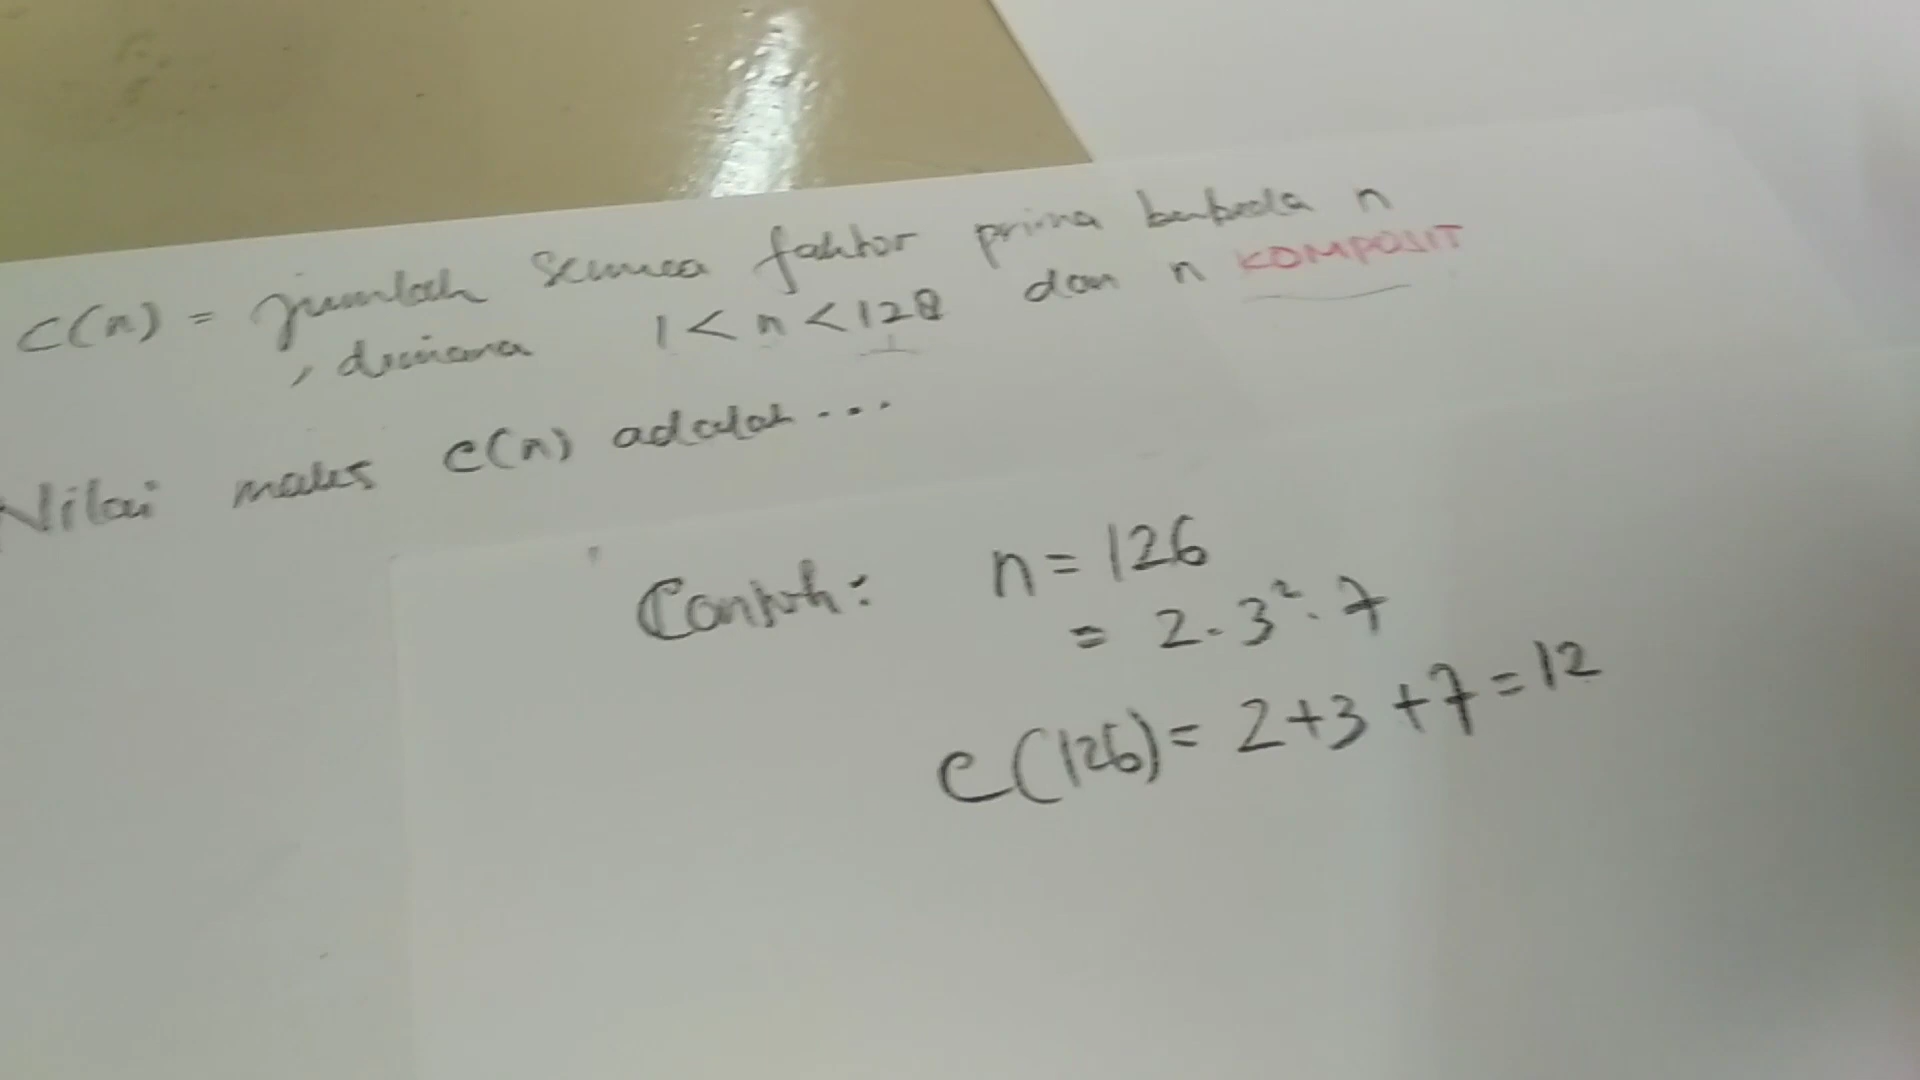 C(n) = jumlah semua faktor prima berbeda n
, dimana 1 < n < 128 dan n KOMPOSIT
Nilai maks C(n) adalah ...
Contoh: n = 126
= 2 . 3² . 7
C(126) = 2 + 3 + 7 = 12